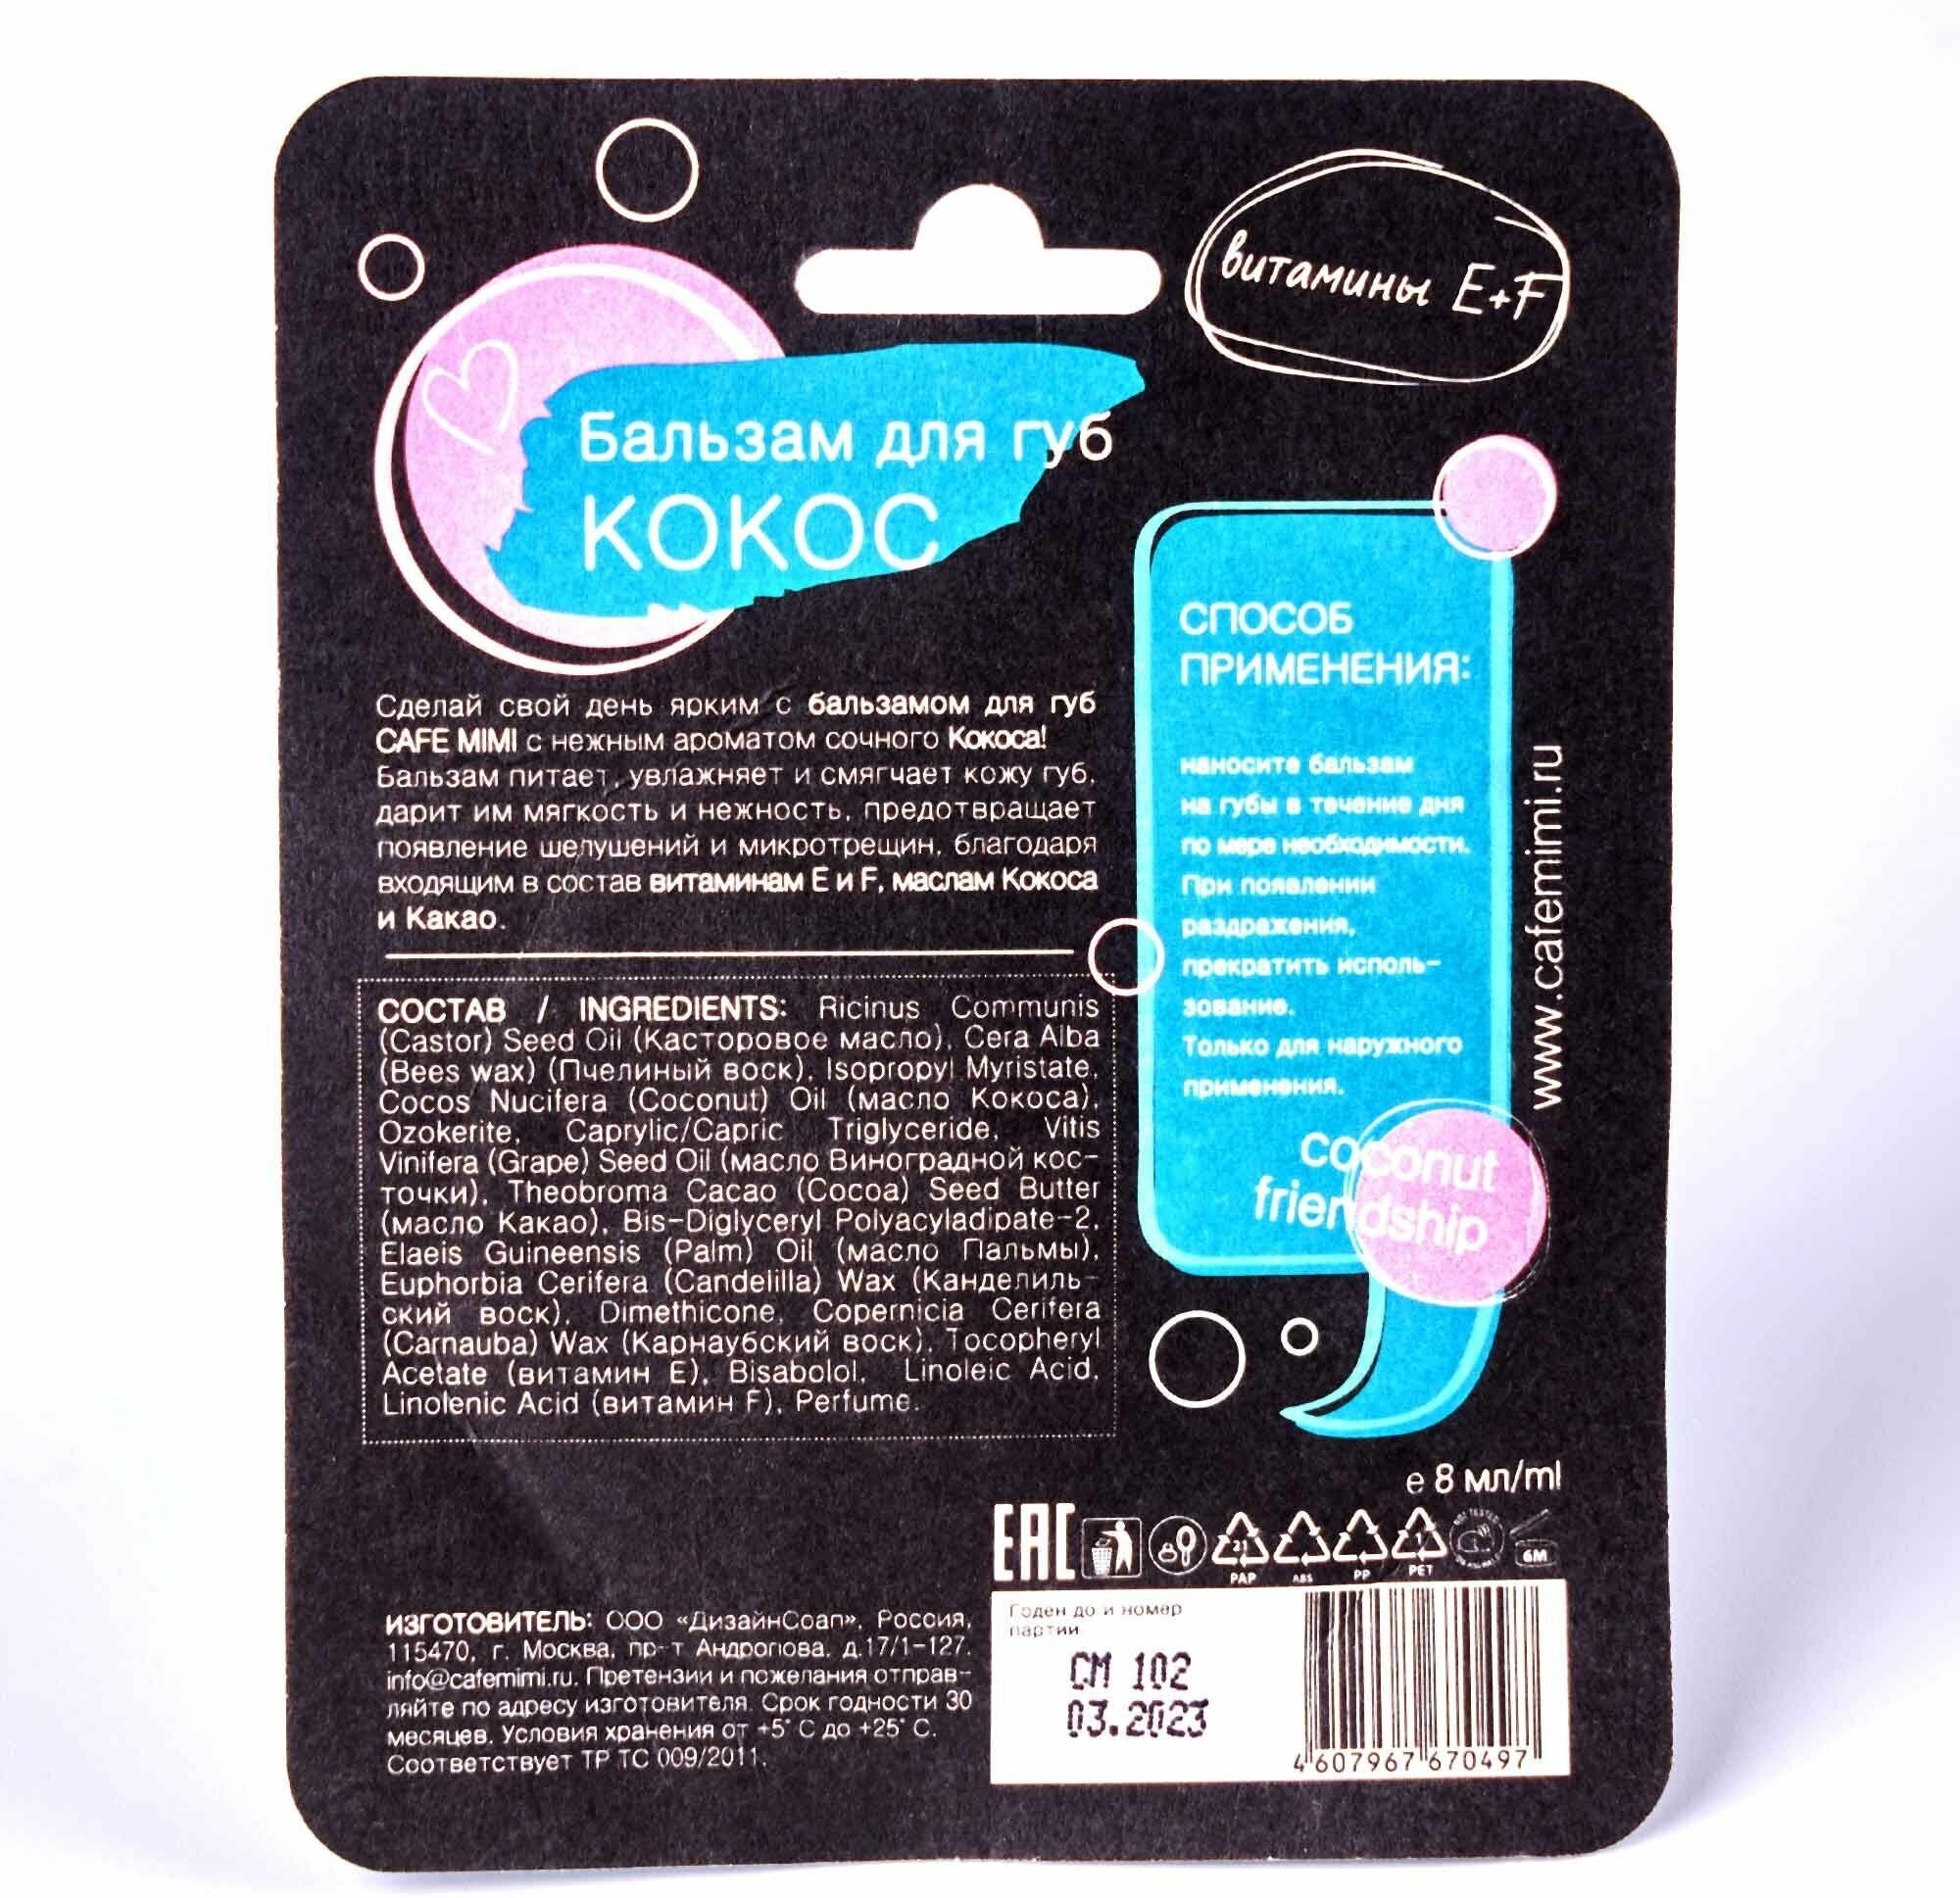 витамины E+F
Бальзам для губ
КОКОС
Сделай свой день ярким с бальзамом для губ
CAFE MIMI с нежным ароматом сочного Кокоса!
Бальзам питает, увлажняет и смягчает кожу губ,
дарит им мягкость и нежность, предотвращает
появление шелушений и микротрещин, благодаря
входящим в состав витаминам E и F, маслам Кокоса
и Какао.
СОСТАВ / INGREDIENTS: Ricinus Communis
(Castor) Seed Oil (Касторовое масло), Cera Alba
(Bees wax) (Пчелиный воск), Isopropyl Myristate,
Cocos Nucifera (Coconut) Oil (масло Кокоса),
Ozokerite, Caprylic/Capric Triglyceride, Vitis
Vinifera (Grape) Seed Oil (масло Виноградной кос-
точки), Theobroma Cacao (Cocoa) Seed Butter
(масло Какао), Bis-Diglyceryl Polyacyladipate-2,
Elaeis Guineensis (Palm) Oil (масло Пальмы),
Euphorbia Cerifera (Candelilla) Wax (Канделиль-
ский воск), Dimethicone, Copernicia Cerifera
(Carnauba) Wax (Карнаубский воск), Tocopheryl
Acetate (витамин E), Bisabolol, Linoleic Acid,
Linolenic Acid (витамин F), Perfume.
СПОСОБ
ПРИМЕНЕНИЯ:
наносите бальзам
на губы в течение дня
по мере необходимости.
При появлении
раздражения,
прекратить исполь-
зование.
Только для наружного
применения.
coconut
friendship
www.cafemimi.ru
e 8 мл/ml
EAC
21
PAP
ABS
PP
1
PET
6M
ИЗГОТОВИТЕЛЬ: ООО «ДизайнСоап», Россия,
115470, г. Москва, пр-т Андропова, д.17/1-127,
info@cafemimi.ru. Претензии и пожелания отправ-
ляйте по адресу изготовителя. Срок годности 30
месяцев. Условия хранения от +5° С до +25° С.
Соответствует ТР ТС 009/2011.
Годен до и номер
партии
CM 102
03.2023
4 607967 670497